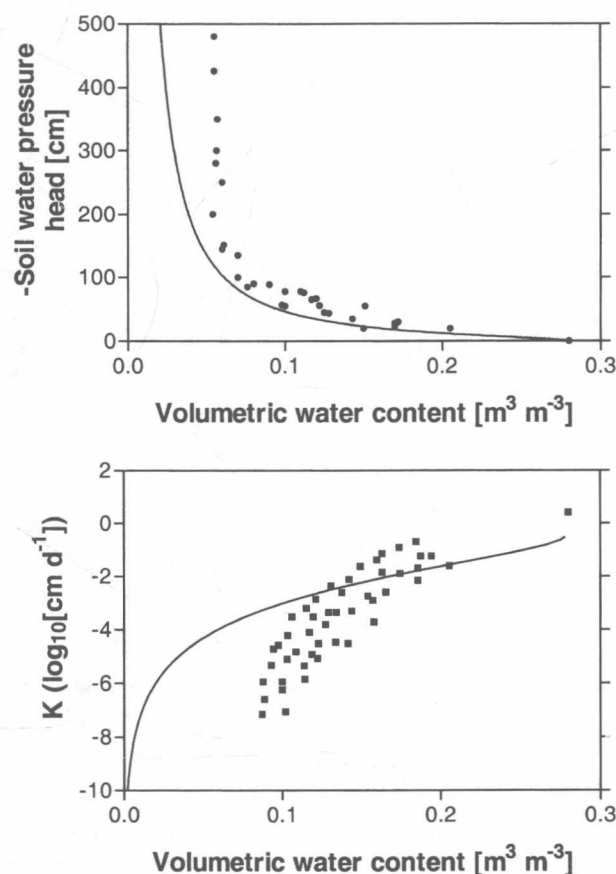 500
400
300
200
100
0
-Soil water pressure
head [cm]
0.0 0.1 0.2 0.3
Volumetric water content [m³ m⁻³]
2
0
-2
-4
-6
-8
-10
K (log₁₀[cm d⁻¹])
0.0 0.1 0.2 0.3
Volumetric water content [m³ m⁻³]